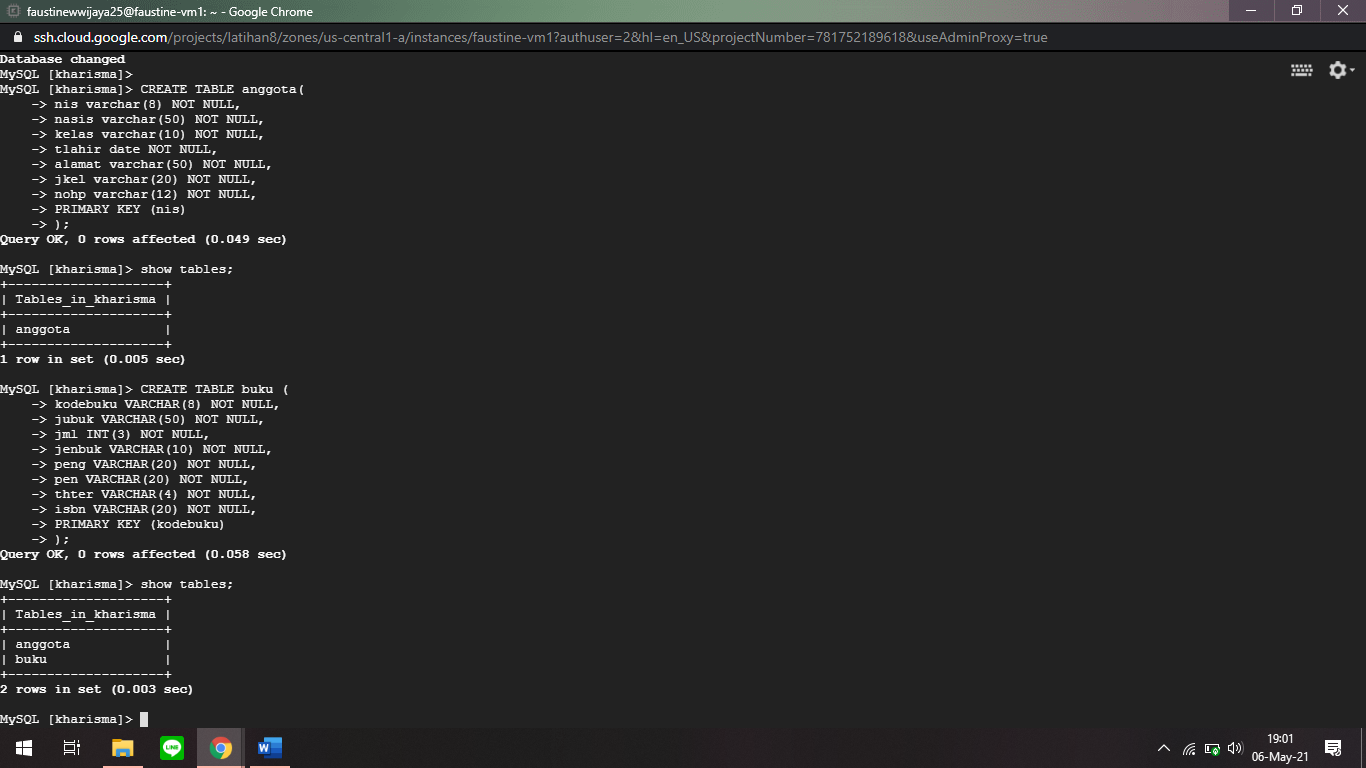 faustinewwijaya25@faustine-vm1: ~ - Google Chrome
ssh.cloud.google.com/projects/latihan8/zones/us-central1-a/instances/faustine-vm1?authuser=2&hl=en_US&projectNumber=781752189618&useAdminProxy=true
Database changed
MySQL [kharisma]>
MySQL [kharisma]> CREATE TABLE anggota(
    -> nis varchar(8) NOT NULL,
    -> nasis varchar(50) NOT NULL,
    -> kelas varchar(10) NOT NULL,
    -> tlahir date NOT NULL,
    -> alamat varchar(50) NOT NULL,
    -> jkel varchar(20) NOT NULL,
    -> nohp varchar(12) NOT NULL,
    -> PRIMARY KEY (nis)
    -> );
Query OK, 0 rows affected (0.049 sec)
MySQL [kharisma]> show tables;
+--------------------+
| Tables_in_kharisma |
+--------------------+
| anggota            |
+--------------------+
1 row in set (0.005 sec)
MySQL [kharisma]> CREATE TABLE buku (
    -> kodebuku VARCHAR(8) NOT NULL,
    -> jubuk VARCHAR(50) NOT NULL,
    -> jml INT(3) NOT NULL,
    -> jenbuk VARCHAR(10) NOT NULL,
    -> peng VARCHAR(20) NOT NULL,
    -> pen VARCHAR(20) NOT NULL,
    -> thter VARCHAR(4) NOT NULL,
    -> isbn VARCHAR(20) NOT NULL,
    -> PRIMARY KEY (kodebuku)
    -> );
Query OK, 0 rows affected (0.058 sec)
MySQL [kharisma]> show tables;
+--------------------+
| Tables_in_kharisma |
+--------------------+
| anggota            |
| buku               |
+--------------------+
2 rows in set (0.003 sec)
MySQL [kharisma]>
LINE
W
19:01
06-May-21